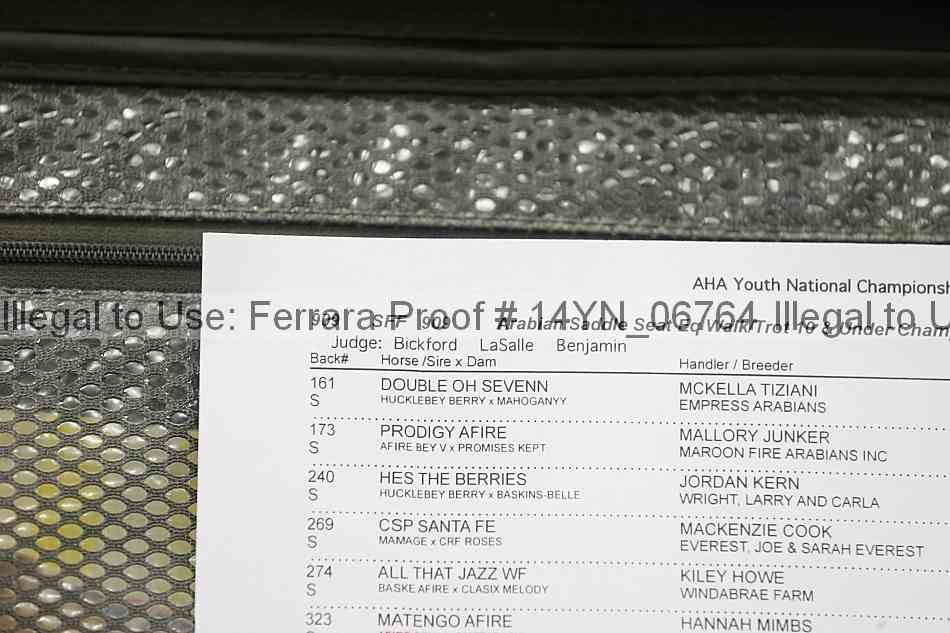 AHA Youth National Championsh
Illegal to Use: Ferrara Proof # 14YN_06764 Illegal to U
909 SFF 909 Arabian Saddle Seat Eq Walk/Trot 10 & Under Champ
Judge: Bickford LaSalle Benjamin
Back# Horse /Sire x Dam Handler / Breeder
161 DOUBLE OH SEVENN MCKELLA TIZIANI
S HUCKLEBEY BERRY x MAHOGANYY EMPRESS ARABIANS
173 PRODIGY AFIRE MALLORY JUNKER
S AFIRE BEY V x PROMISES KEPT MAROON FIRE ARABIANS INC
240 HES THE BERRIES JORDAN KERN
S HUCKLEBEY BERRY x BASKINS-BELLE WRIGHT, LARRY AND CARLA
269 CSP SANTA FE MACKENZIE COOK
S MAMAGE x CRF ROSES EVEREST, JOE & SARAH EVEREST
274 ALL THAT JAZZ WF KILEY HOWE
S BASKE AFIRE x CLASIX MELODY WINDABRAE FARM
323 MATENGO AFIRE HANNAH MIMBS